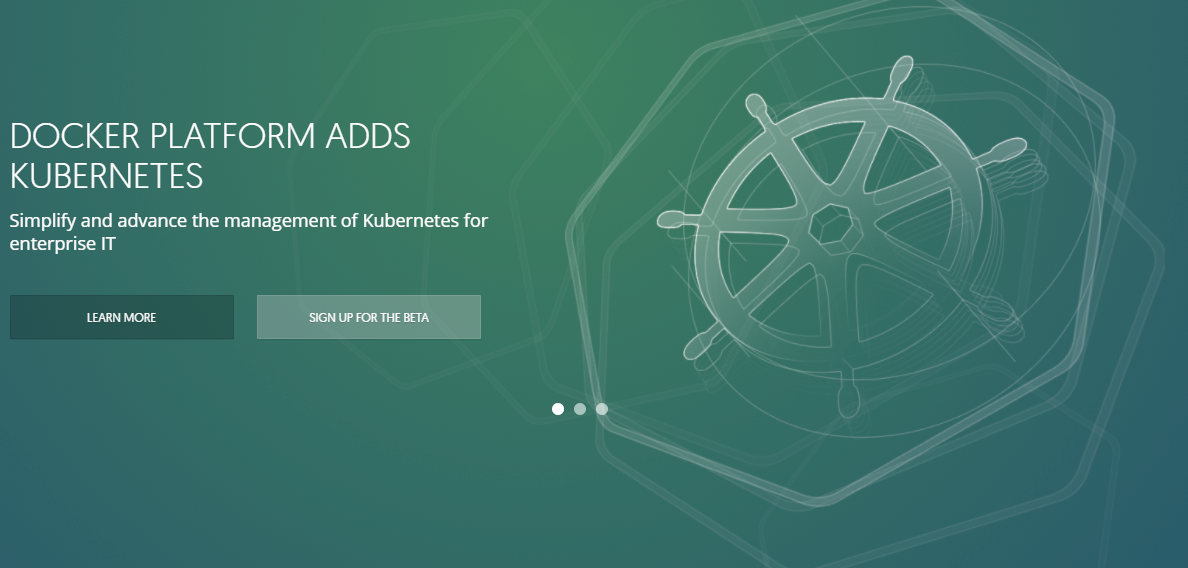 DOCKER PLATFORM ADDS
KUBERNETES
Simplify and advance the management of Kubernetes for
enterprise IT
LEARN MORE
SIGN UP FOR THE BETA